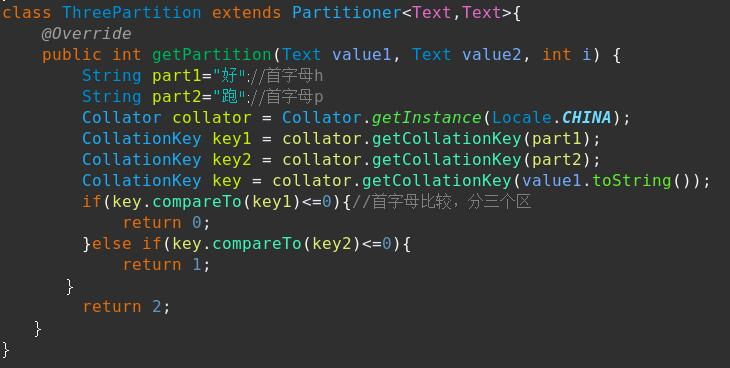 class ThreePartition extends Partitioner<Text,Text>{
    @Override
    public int getPartition(Text value1, Text value2, int i) {
        String part1="好";//首字母h
        String part2="跑";//首字母p
        Collator collator = Collator.getInstance(Locale.CHINA);
        CollationKey key1 = collator.getCollationKey(part1);
        CollationKey key2 = collator.getCollationKey(part2);
        CollationKey key = collator.getCollationKey(value1.toString());
        if(key.compareTo(key1)<=0){//首字母比较，分三个区
            return 0;
        }else if(key.compareTo(key2)<=0){
            return 1;
      }
        return 2;
   }
}